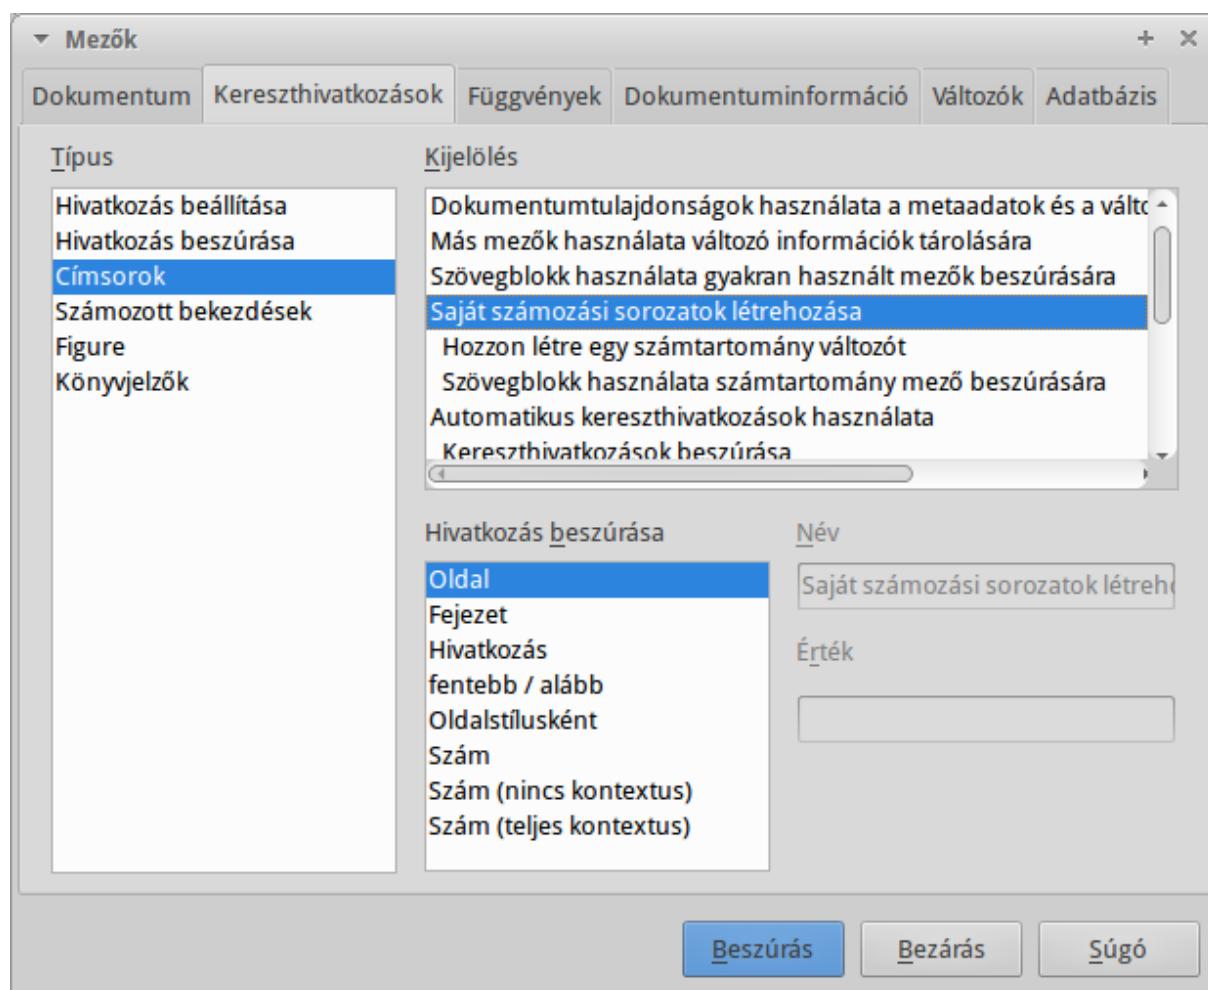 Mezők
Dokumentum Kereszthivatkozások Függvények Dokumentuminformáció Változók Adatbázis
Típus
Hivatkozás beállítása
Hivatkozás beszúrása
Címsorok
Számozott bekezdések
Figure
Könyvjelzők
Kijelölés
Dokumentumtulajdonságok használata a metaadatok és a válto
Más mezők használata változó információk tárolására
Szövegblokk használata gyakran használt mezők beszúrására
Saját számozási sorozatok létrehozása
Hozzon létre egy számtartomány változót
Szövegblokk használata számtartomány mező beszúrására
Automatikus kereszthivatkozások használata
Kereszthivatkozások beszúrása
Hivatkozás beszúrása
Oldal
Fejezet
Hivatkozás
fentebb / alább
Oldalstílusként
Szám
Szám (nincs kontextus)
Szám (teljes kontextus)
Név
Saját számozási sorozatok létreho
Érték
Beszúrás Bezárás Súgó